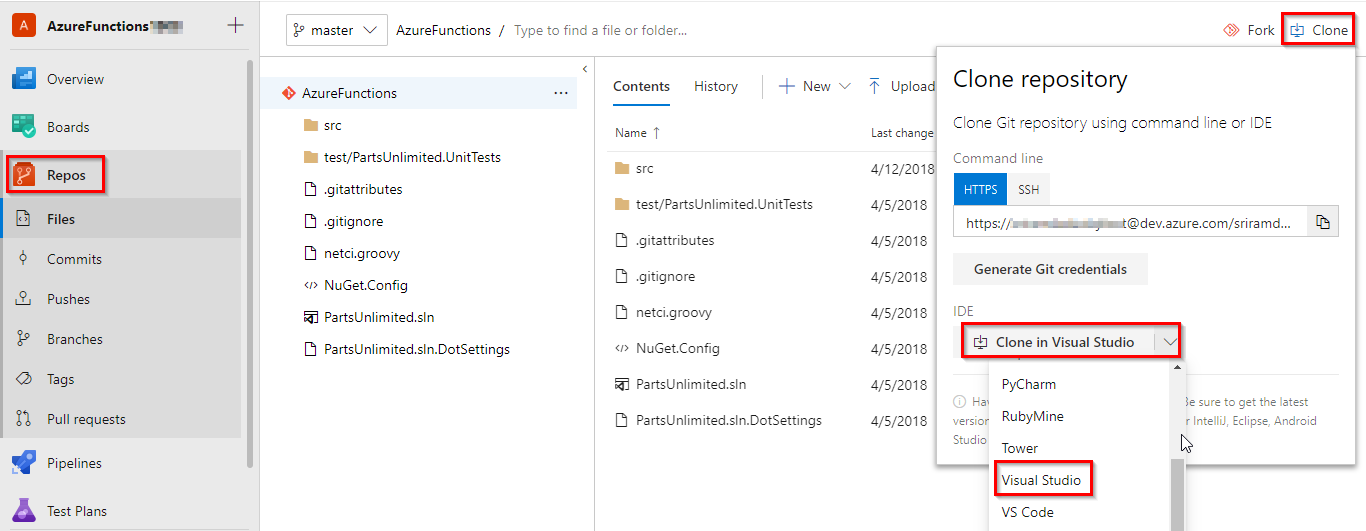 A AzureFunctions
Overview
Boards
Repos
Files
Commits
Pushes
Branches
Tags
Pull requests
Pipelines
Test Plans
master AzureFunctions / Type to find a file or folder...
Fork Clone
AzureFunctions ...
src
test/PartsUnlimited.UnitTests
.gitattributes
.gitignore
netci.groovy
NuGet.Config
PartsUnlimited.sln
PartsUnlimited.sln.DotSettings
Contents History New Upload
Name ↑ Last change
src 4/12/2018
test/PartsUnlimited.UnitTests 4/5/2018
.gitattributes 4/5/2018
.gitignore 4/5/2018
netci.groovy 4/5/2018
NuGet.Config 4/5/2018
PartsUnlimited.sln 4/5/2018
PartsUnlimited.sln.DotSettings 4/5/2018
Clone repository
Clone Git repository using command line or IDE
Command line
HTTPS SSH
https:// @dev.azure.com/sriramd...
Generate Git credentials
IDE
Clone in Visual Studio
PyCharm
RubyMine
Tower
Visual Studio
VS Code
Be sure to get the latest
version IntelliJ, Eclipse, Android
Studio